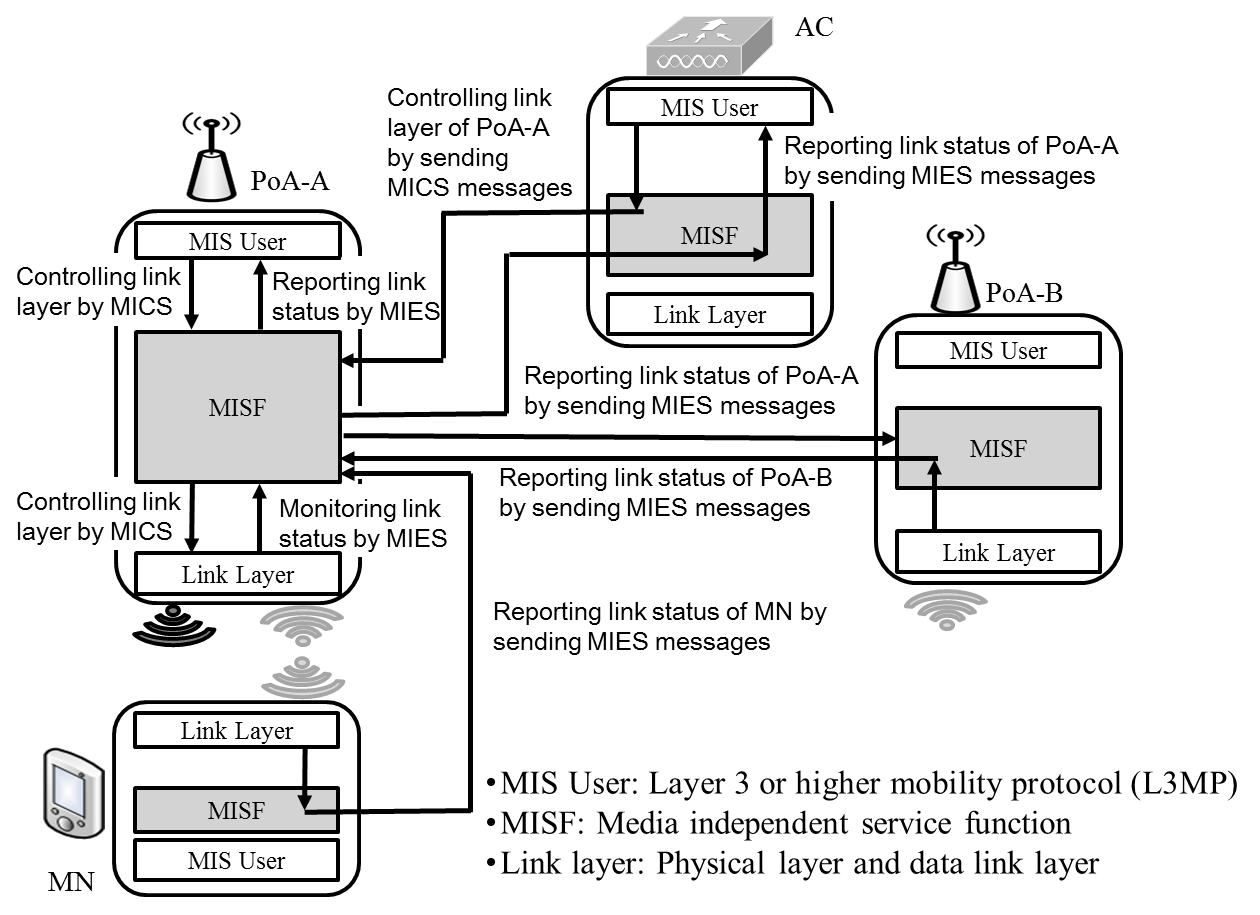 AC
MIS User
MISF
Link Layer
Controlling link
layer of PoA-A
by sending
MICS messages
Reporting link status of PoA-A
by sending MIES messages
PoA-A
MIS User
Controlling link
layer by MICS
Reporting link
status by MIES
MISF
Controlling link
layer by MICS
Monitoring link
status by MIES
Link Layer
PoA-B
MIS User
MISF
Link Layer
Reporting link status of PoA-A
by sending MIES messages
Reporting link status of PoA-B
by sending MIES messages
Reporting link status of MN by
sending MIES messages
Link Layer
MISF
MIS User
MN
•MIS User: Layer 3 or higher mobility protocol (L3MP)
•MISF: Media independent service function
•Link layer: Physical layer and data link layer